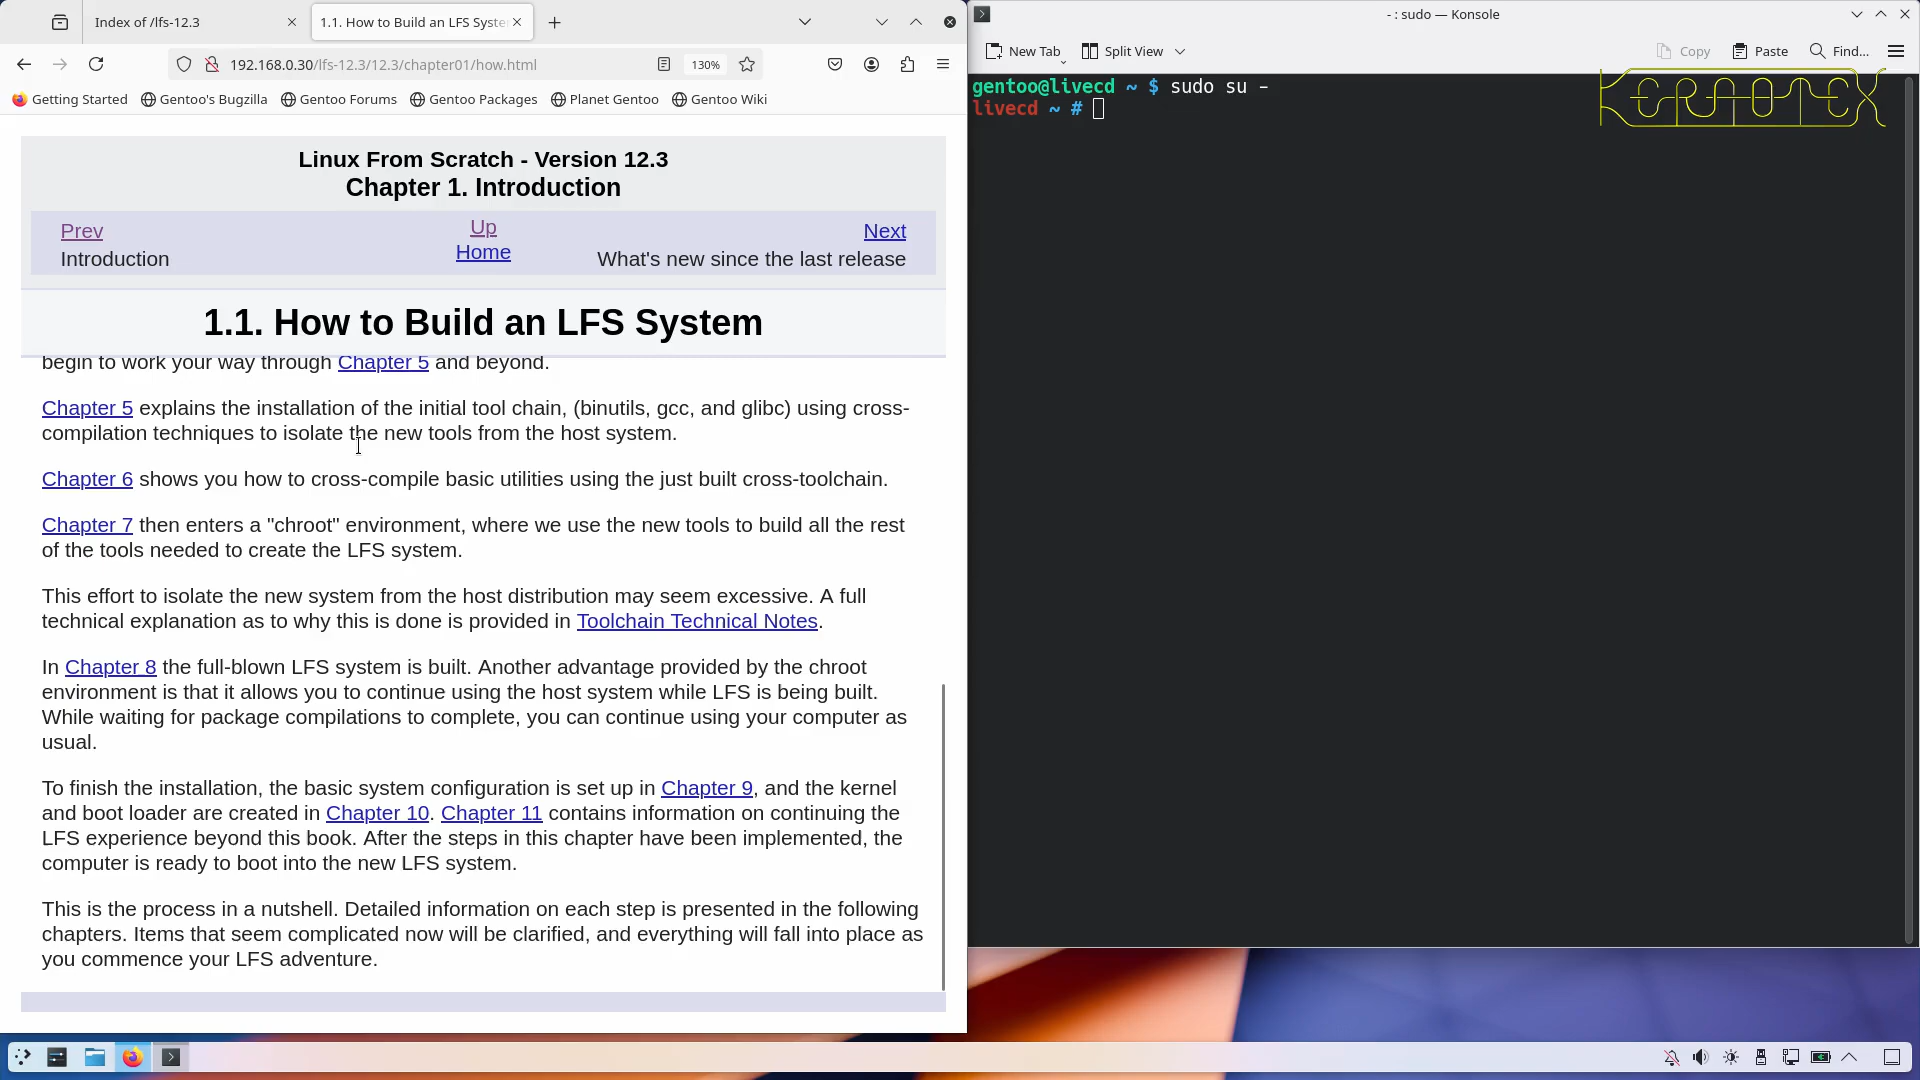 Index of /lfs-12.3
1.1. How to Build an LFS Syste
192.168.0.30/lfs-12.3/12.3/chapter01/how.html
130%
Getting Started
Gentoo's Bugzilla
Gentoo Forums
Gentoo Packages
Planet Gentoo
Gentoo Wiki
Linux From Scratch - Version 12.3
Chapter 1. Introduction
Prev
Up
Next
Home
Introduction
What's new since the last release
1.1. How to Build an LFS System
begin to work your way through Chapter 5 and beyond.
Chapter 5 explains the installation of the initial tool chain, (binutils, gcc, and glibc) using cross-
compilation techniques to isolate the new tools from the host system.
Chapter 6 shows you how to cross-compile basic utilities using the just built cross-toolchain.
Chapter 7 then enters a "chroot" environment, where we use the new tools to build all the rest
of the tools needed to create the LFS system.
This effort to isolate the new system from the host distribution may seem excessive. A full
technical explanation as to why this is done is provided in Toolchain Technical Notes.
In Chapter 8 the full-blown LFS system is built. Another advantage provided by the chroot
environment is that it allows you to continue using the host system while LFS is being built.
While waiting for package compilations to complete, you can continue using your computer as
usual.
To finish the installation, the basic system configuration is set up in Chapter 9, and the kernel
and boot loader are created in Chapter 10. Chapter 11 contains information on continuing the
LFS experience beyond this book. After the steps in this chapter have been implemented, the
computer is ready to boot into the new LFS system.
This is the process in a nutshell. Detailed information on each step is presented in the following
chapters. Items that seem complicated now will be clarified, and everything will fall into place as
you commence your LFS adventure.
- : sudo — Konsole
New Tab
Split View
Copy
Paste
Find...
gentoo@livecd ~ $ sudo su -
livecd ~ #